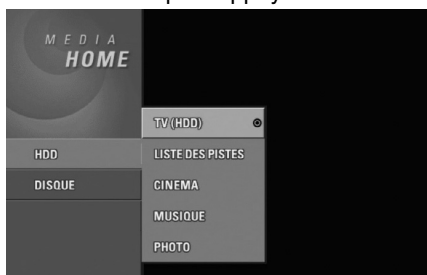 MEDIA
HOME
TV (HDD)
HDD
LISTE DES PISTES
DISQUE
CINEMA
MUSIQUE
PHOTO